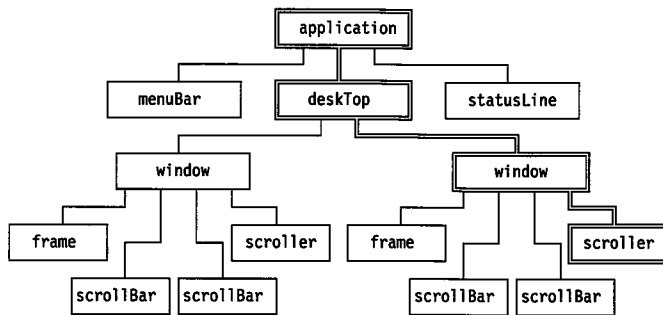 application
menuBar
deskTop
statusLine
window
window
frame
scroller
frame
scroller
scrollBar
scrollBar
scrollBar
scrollBar